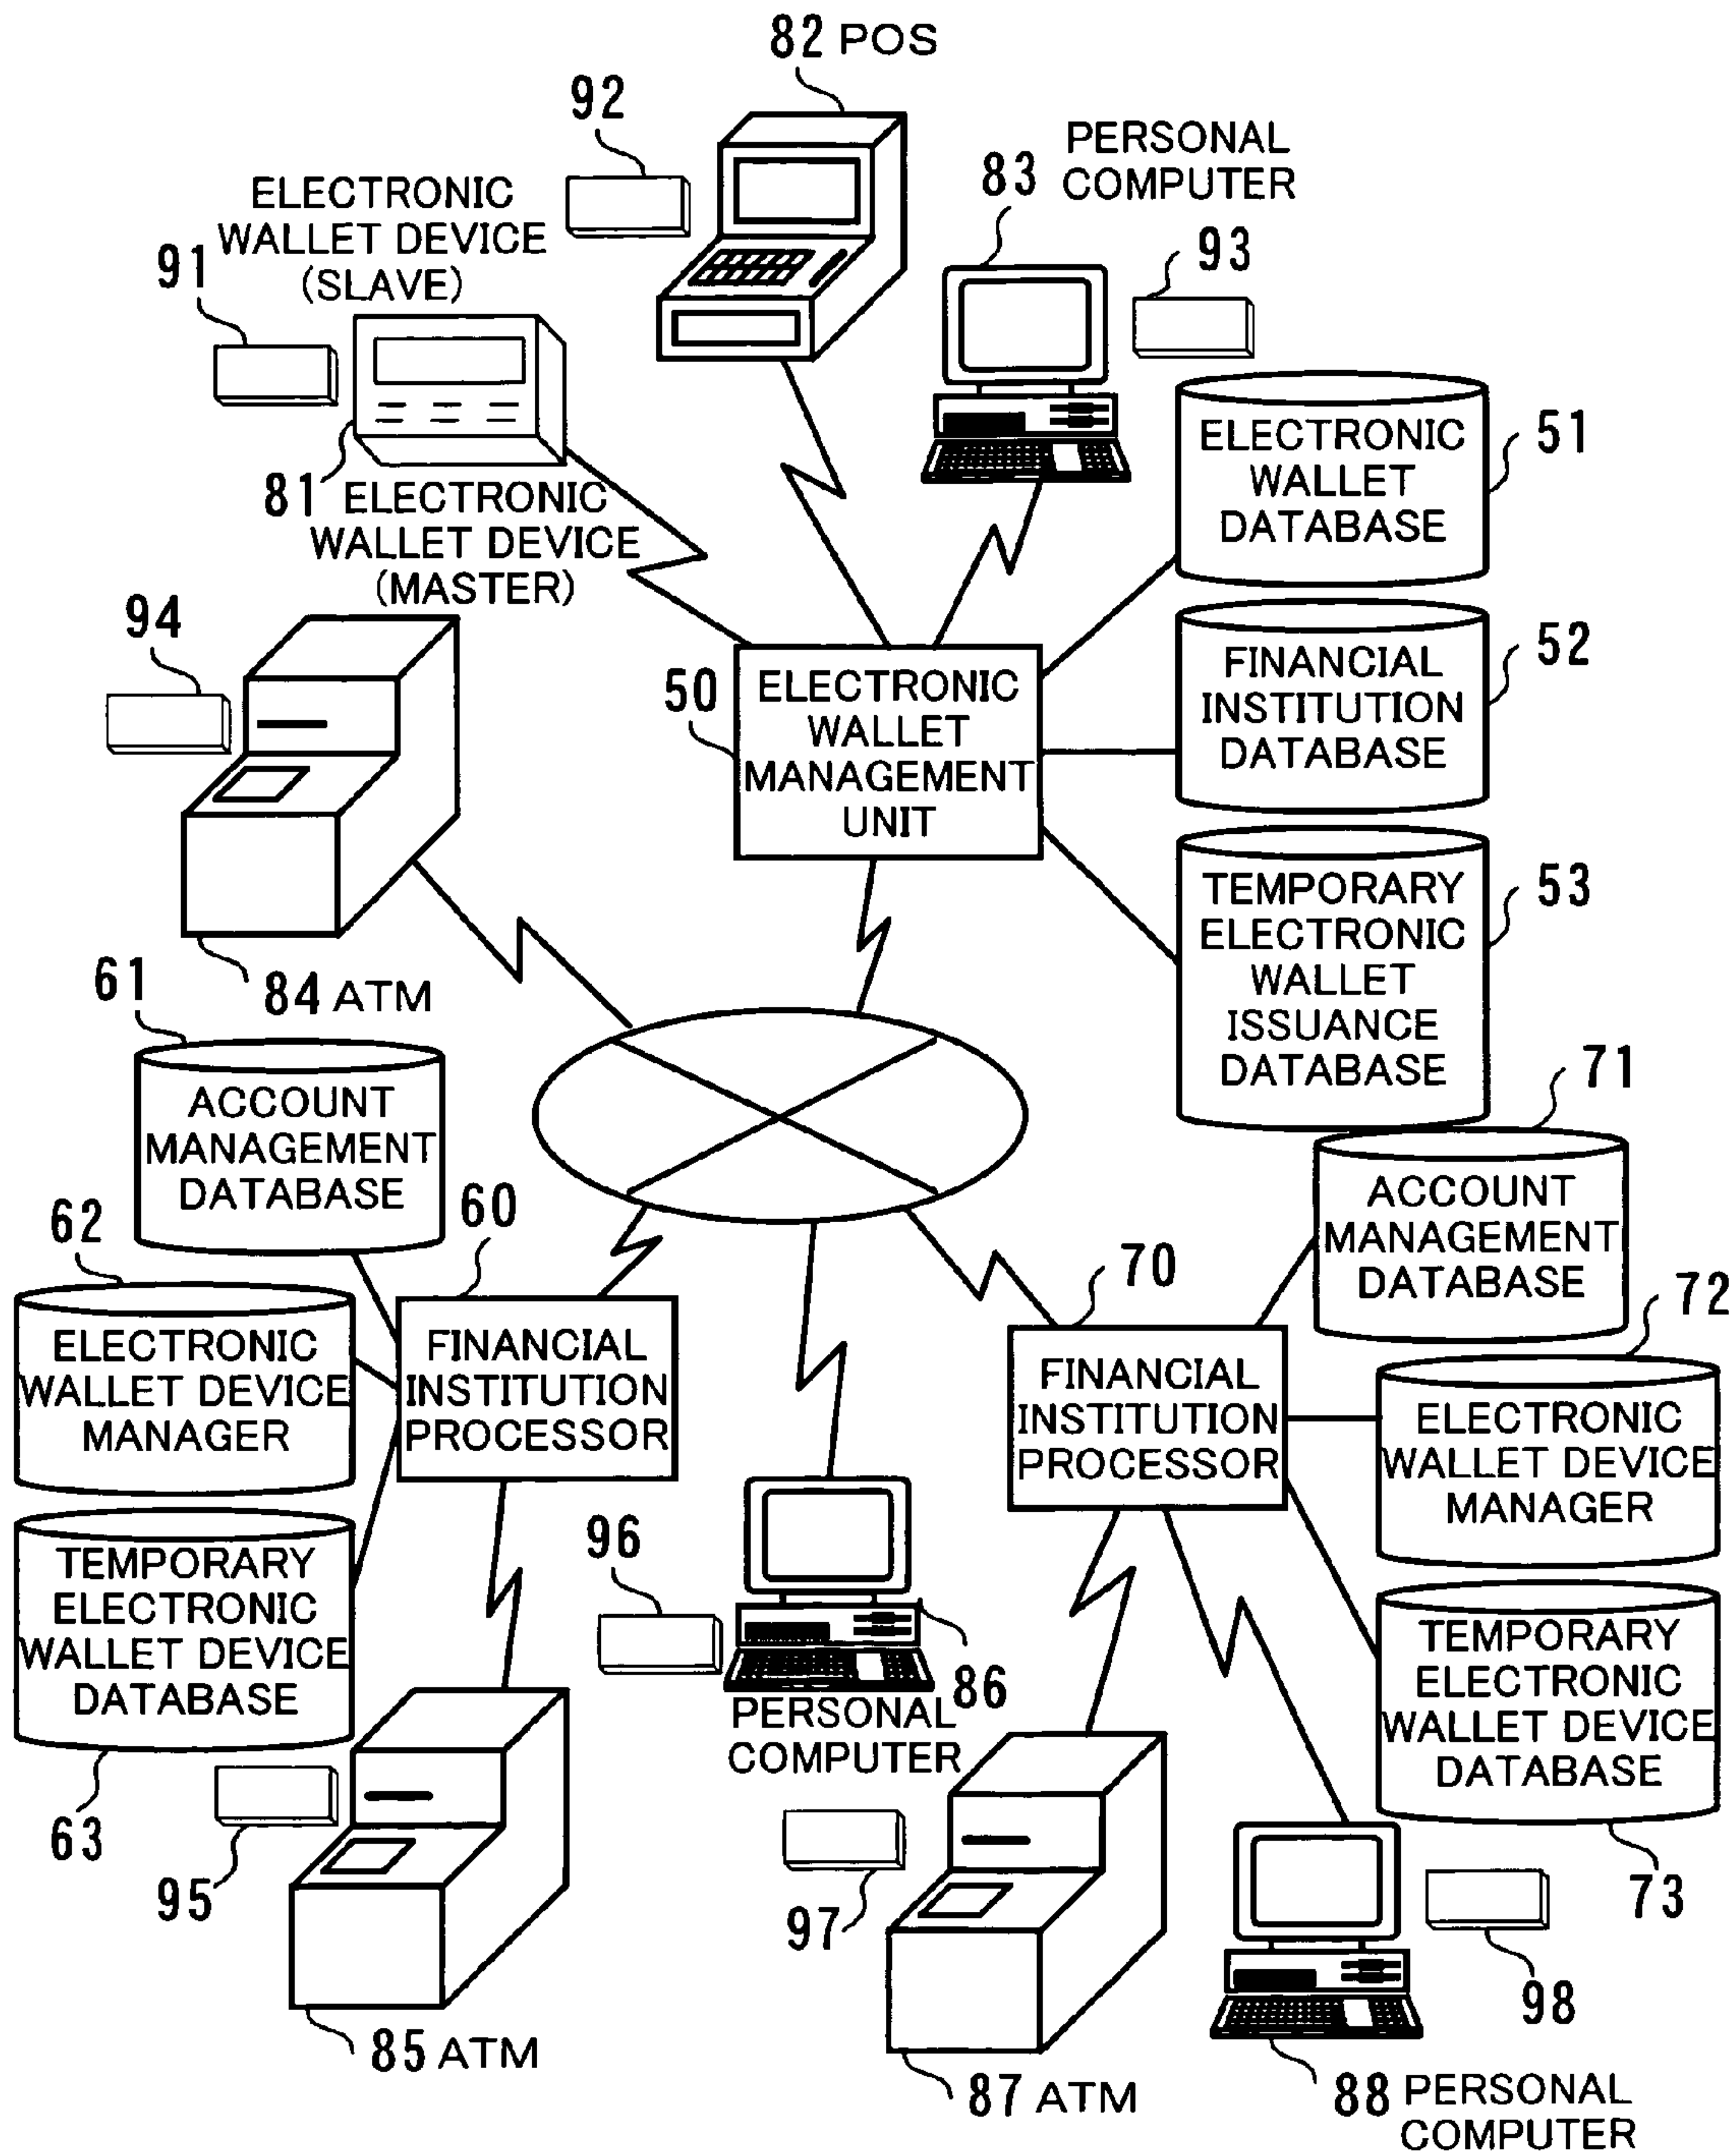 82 POS
92
PERSONAL
COMPUTER
83
93
ELECTRONIC
WALLET DEVICE
(SLAVE)
91
81 ELECTRONIC
WALLET DEVICE
(MASTER)
ELECTRONIC
WALLET
DATABASE
51
94
50
ELECTRONIC
WALLET
MANAGEMENT
UNIT
FINANCIAL
INSTITUTION
DATABASE
52
TEMPORARY
ELECTRONIC
WALLET
ISSUANCE
DATABASE
53
84 ATM
61
ACCOUNT
MANAGEMENT
DATABASE
71
ACCOUNT
MANAGEMENT
DATABASE
62
ELECTRONIC
WALLET DEVICE
MANAGER
60
FINANCIAL
INSTITUTION
PROCESSOR
70
FINANCIAL
INSTITUTION
PROCESSOR
72
ELECTRONIC
WALLET DEVICE
MANAGER
TEMPORARY
ELECTRONIC
WALLET DEVICE
DATABASE
63
96
86
PERSONAL
COMPUTER
TEMPORARY
ELECTRONIC
WALLET DEVICE
DATABASE
73
95
97
98
85 ATM
87 ATM
88 PERSONAL
COMPUTER